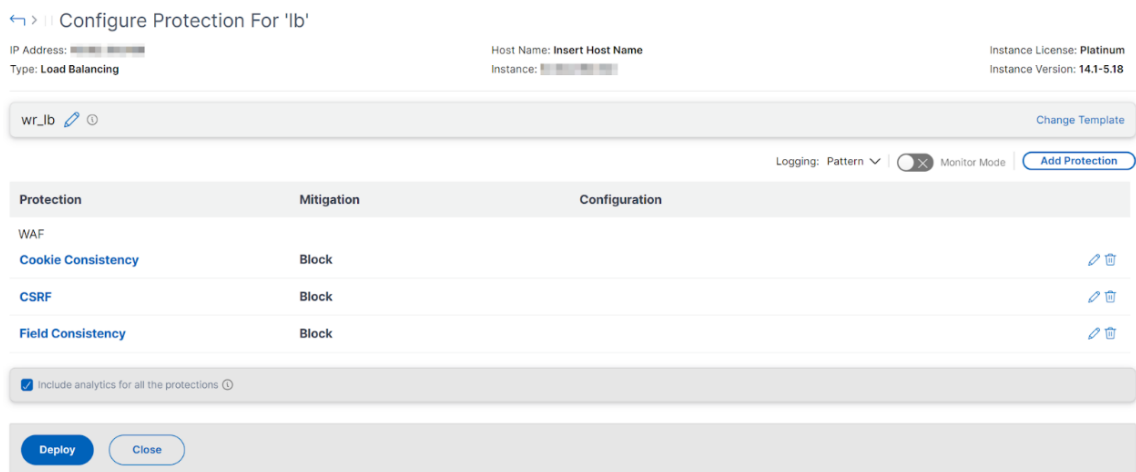 Configure Protection For 'lb'
IP Address:
Host Name: Insert Host Name
Instance License: Platinum
Type: Load Balancing
Instance:
Instance Version: 14.1-5.18
wr_lb
Change Template
Logging: Pattern
Monitor Mode
Add Protection
Protection Mitigation Configuration
WAF
Cookie Consistency Block
CSRF Block
Field Consistency Block
Include analytics for all the protections
Deploy Close